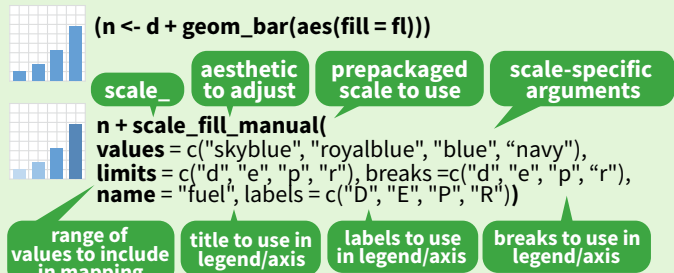 (n <- d + geom_bar(aes(fill = fl)))
scale_
aesthetic
to adjust
prepackaged
scale to use
scale-specific
arguments
n + scale_fill_manual(
values = c("skyblue", "royalblue", "blue", “navy"),
limits = c("d", "e", "p", "r"), breaks =c("d", "e", "p", “r"),
name = "fuel", labels = c("D", "E", "P", "R"))
range of
values to include
in mapping
title to use in
legend/axis
labels to use
in legend/axis
breaks to use in
legend/axis